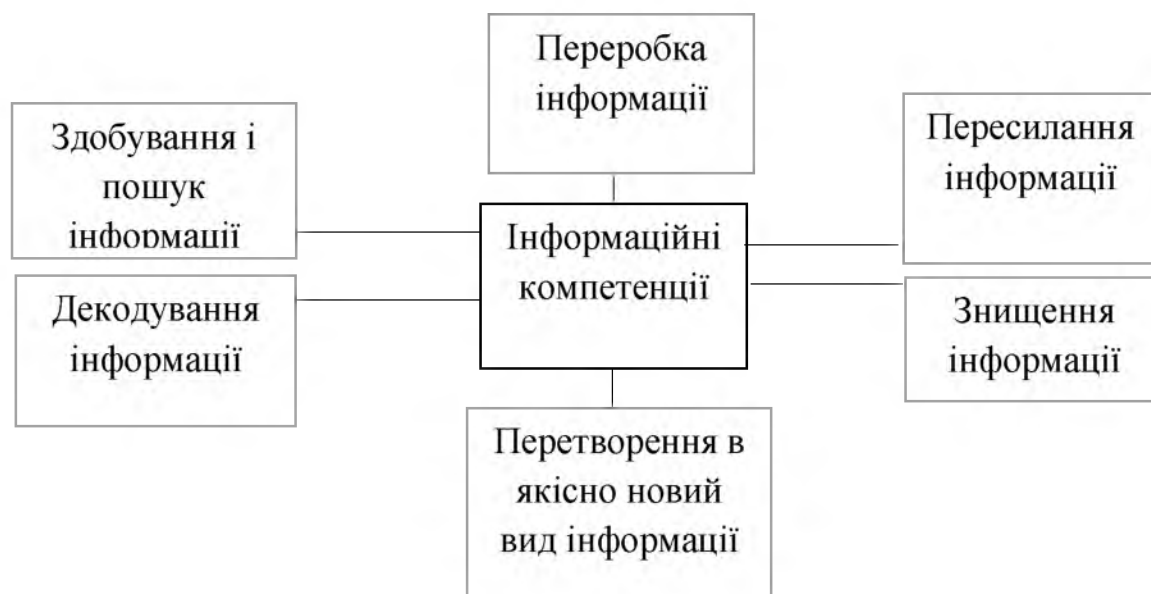 Переробка
інформації
Здобування і
пошук
інформації
Пересилання
інформації
Інформаційні
компетенції
Декодування
інформації
Знищення
інформації
Перетворення в
якісно новий
вид інформації